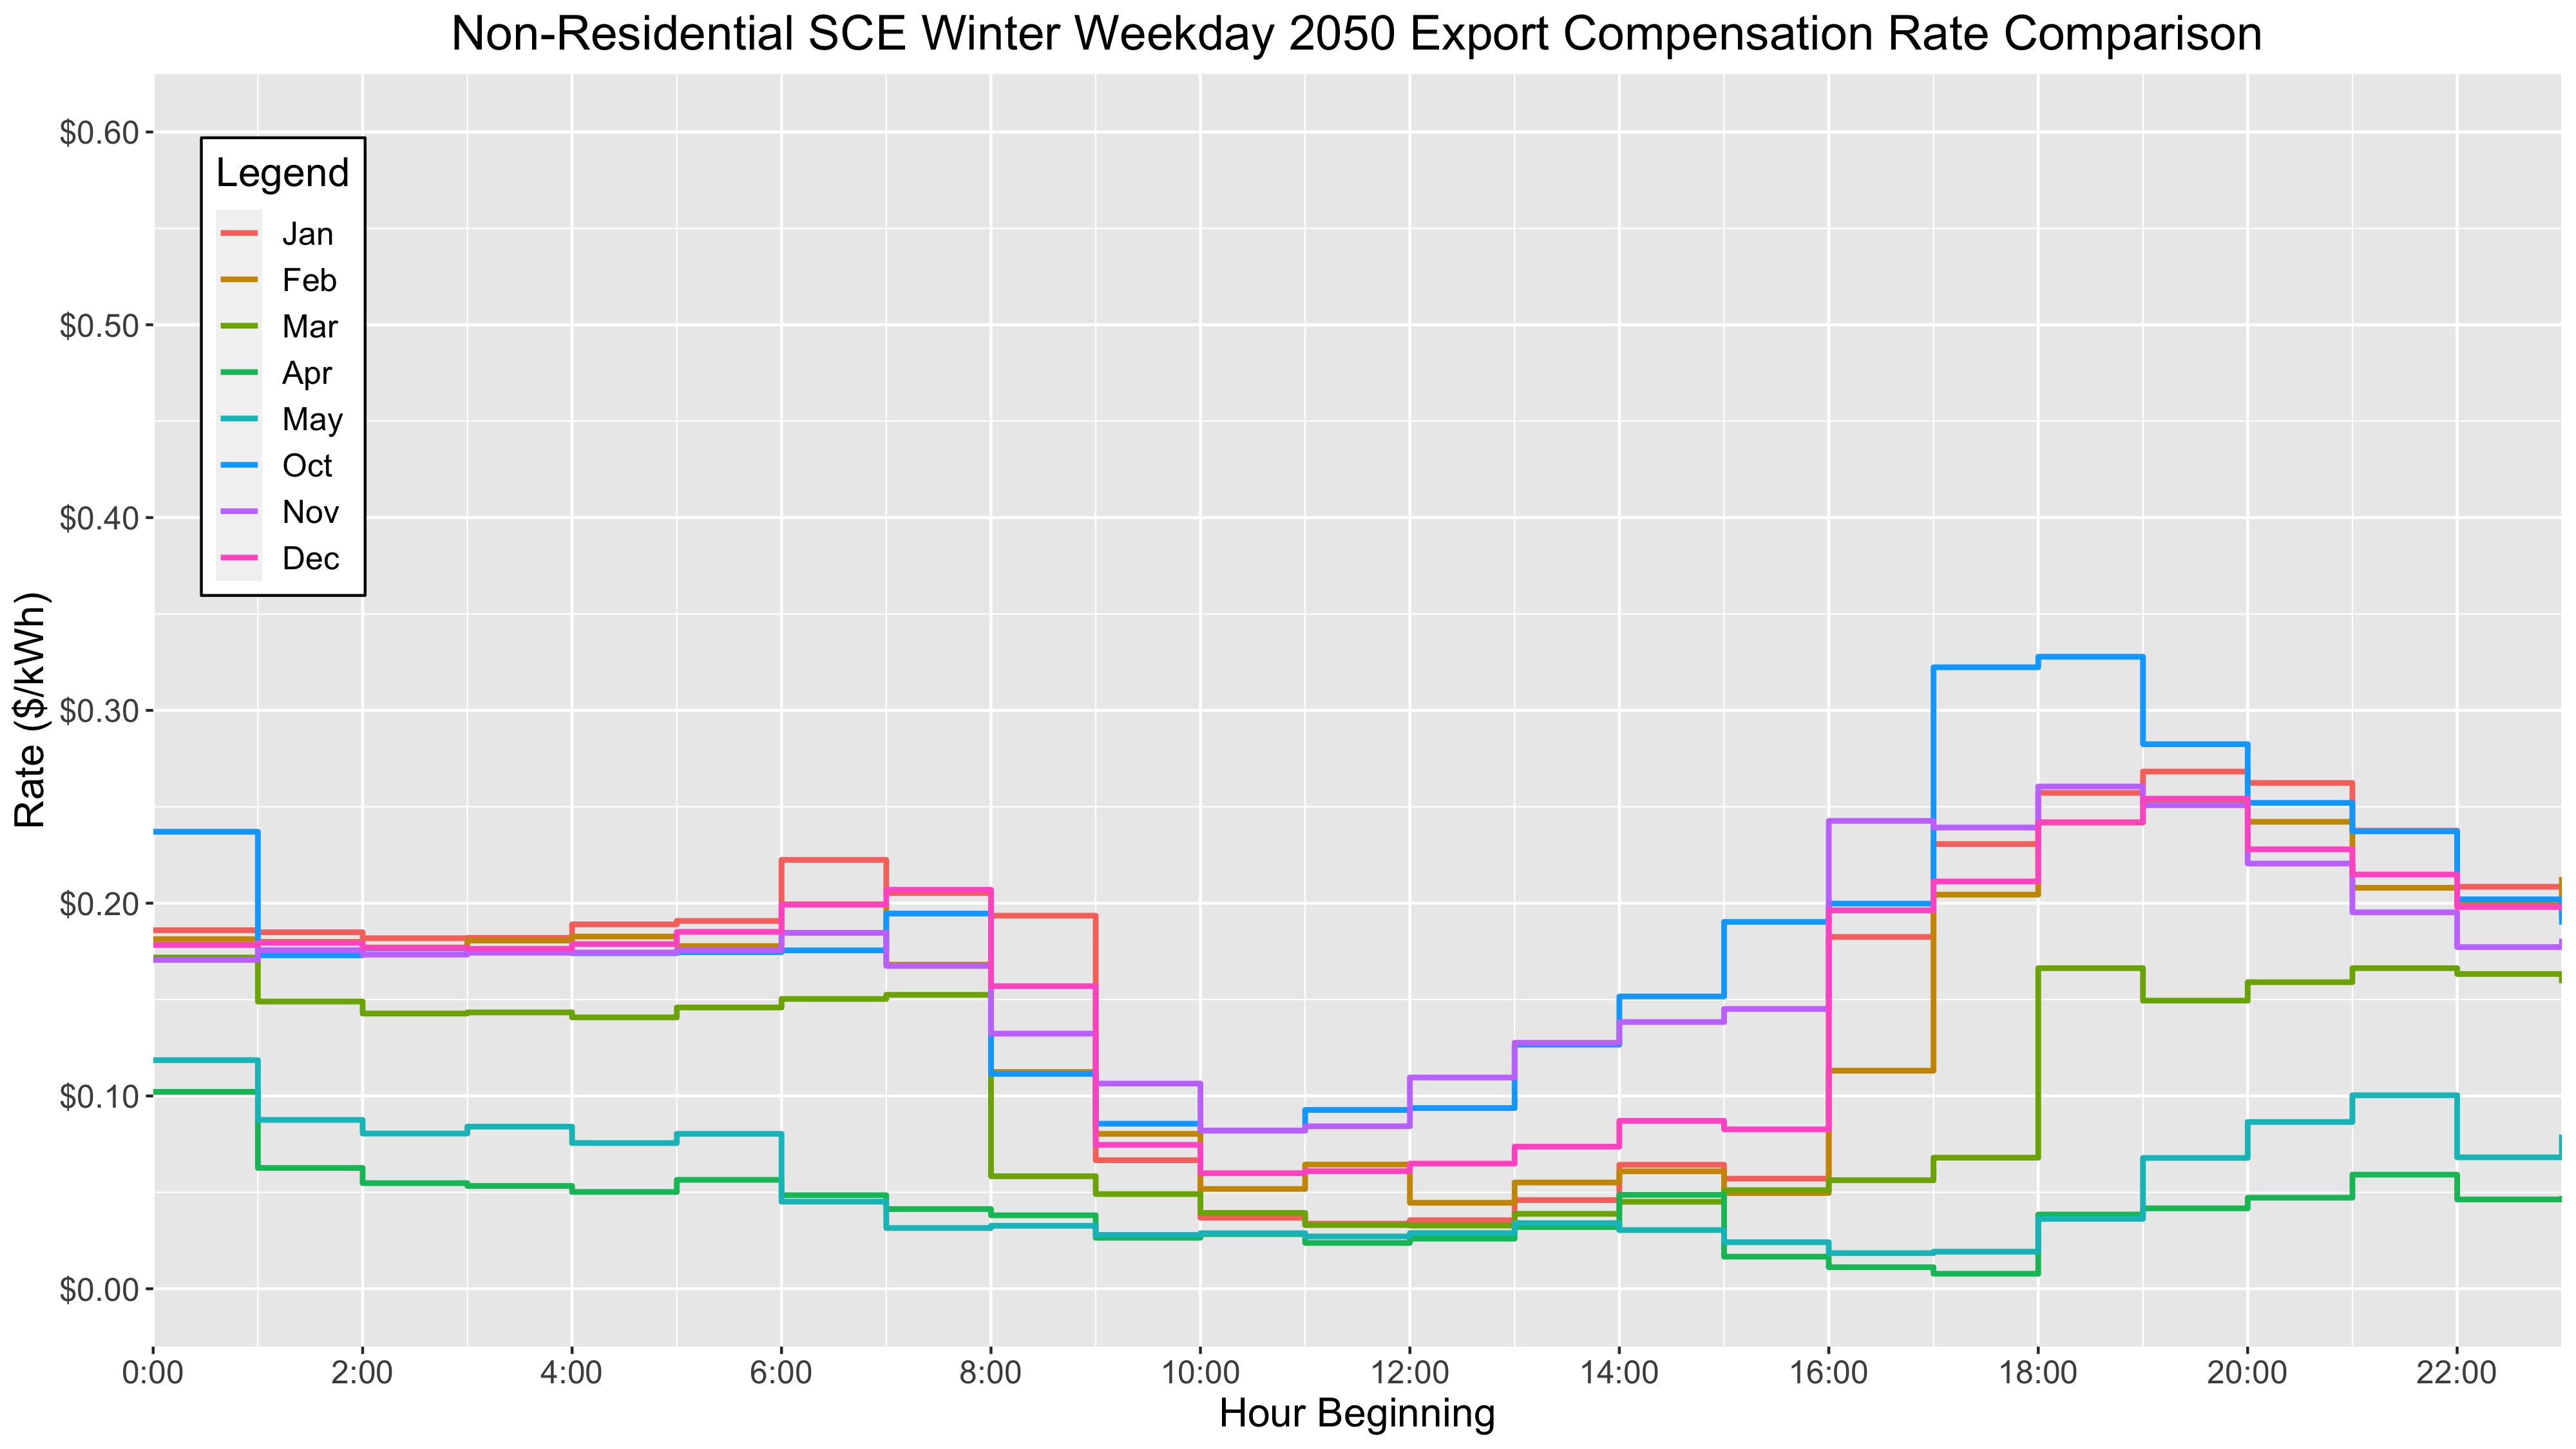 Non-Residential SCE Winter Weekday 2050 Export Compensation Rate Comparison
$0.60
$0.50
$0.40
$0.30
$0.20
$0.10
$0.00
Rate ($/kWh)
Legend
Jan
Feb
Mar
Apr
May
Oct
Nov
Dec
0:00 2:00 4:00 6:00 8:00 10:00 12:00 14:00 16:00 18:00 20:00 22:00
Hour Beginning